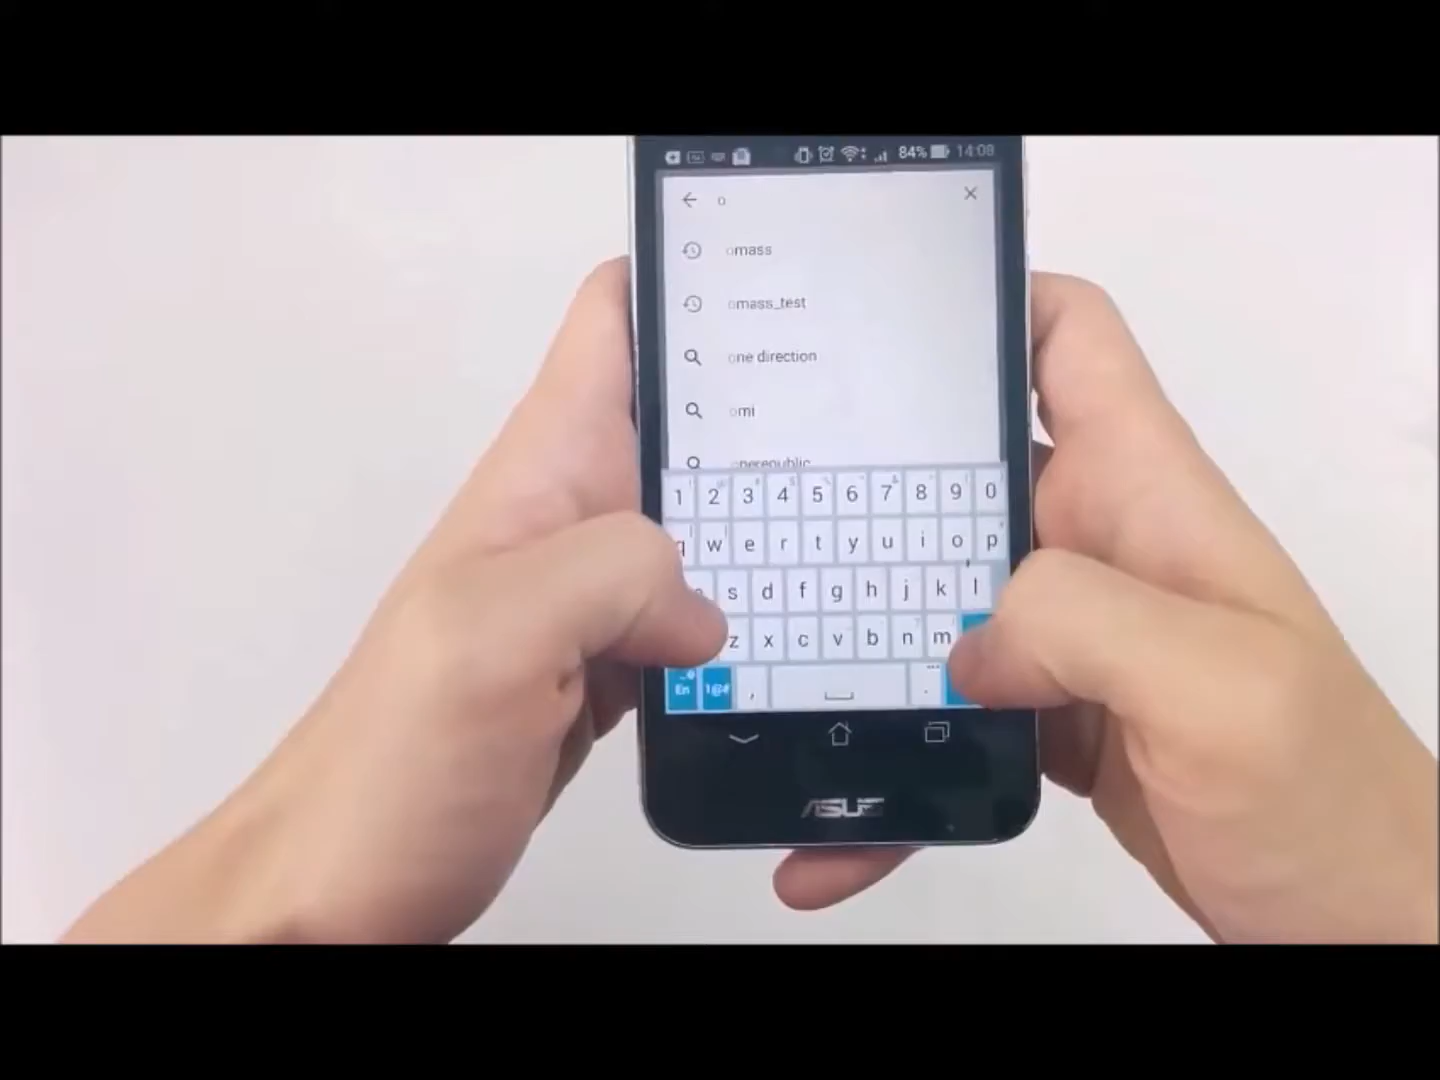 84% 14:08
o
omass
omass_test
one direction
omi
onerepublic
1 2 3 4 5 6 7 8 9 0
q w e r t y u i o p
s d f g h j k l
z x c v b n m
En 1@# , .
ASUS